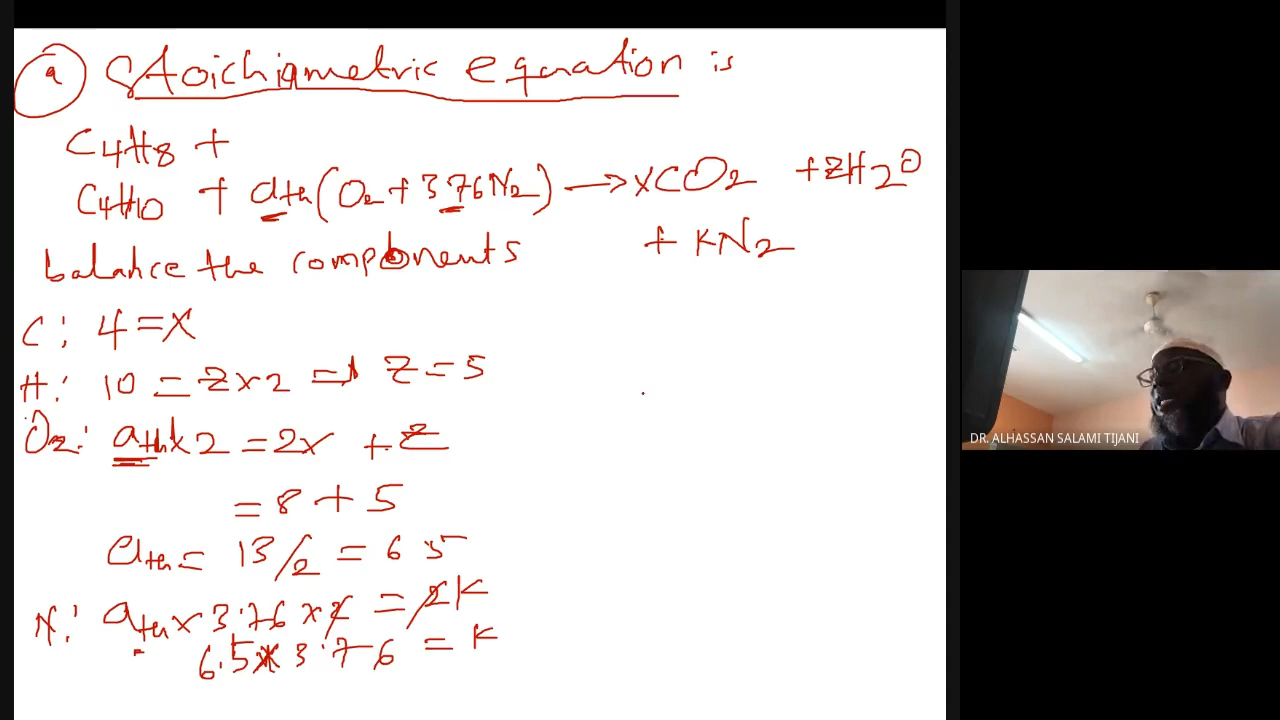 a Stoichiometric equation is
C4H8 +
C4H10 + ath(O2 + 3.76N2) → xCO2 + zH2O
+ KN2
balance the components
C: 4 = x
H: 10 = z x 2 ⇒ z = 5
O2: ath x 2 = 2x + z
= 8 + 5
ath = 13/2 = 6 5
N: ath x 3.76 x 2 = 2K
6.5 x 3.76 = K
DR. ALHASSAN SALAMI TIJANI